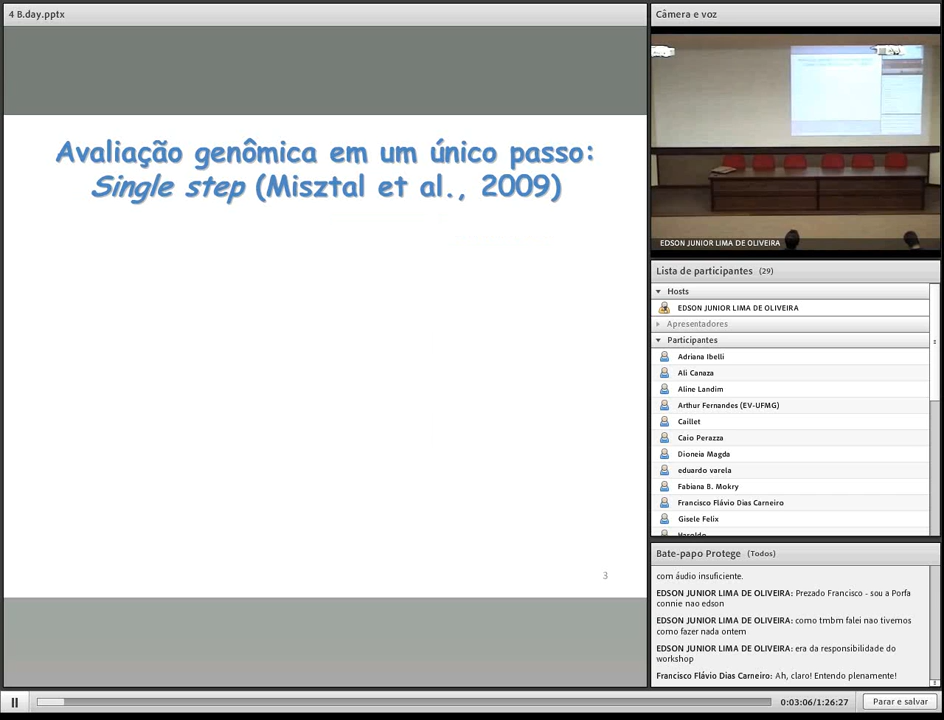 4 B.day.pptx
Avaliação genômica em um único passo:
Single step (Misztal et al., 2009)
3
Câmera e voz
EDSON JUNIOR LIMA DE OLIVEIRA
Lista de participantes (29)
Hosts
EDSON JUNIOR LIMA DE OLIVEIRA
Apresentadores
Participantes
Adriana Ibelli
Ali Canaza
Aline Landim
Arthur Fernandes (EV-UFMG)
Caillet
Caio Perazza
Dioneia Magda
eduardo varela
Fabiana B. Mokry
Francisco Flávio Dias Carneiro
Gisele Felix
Bate-papo Protege (Todos)
com áudio insuficiente.
EDSON JUNIOR LIMA DE OLIVEIRA: Prezado Francisco - sou a Porfa
connie nao edson
EDSON JUNIOR LIMA DE OLIVEIRA: como tmbm falei nao tivemos
como fazer nada ontem
EDSON JUNIOR LIMA DE OLIVEIRA: era da responsibilidade do
workshop
Francisco Flávio Dias Carneiro: Ah, claro! Entendo plenamente!
0:03:06/1:26:27
Parar e salvar